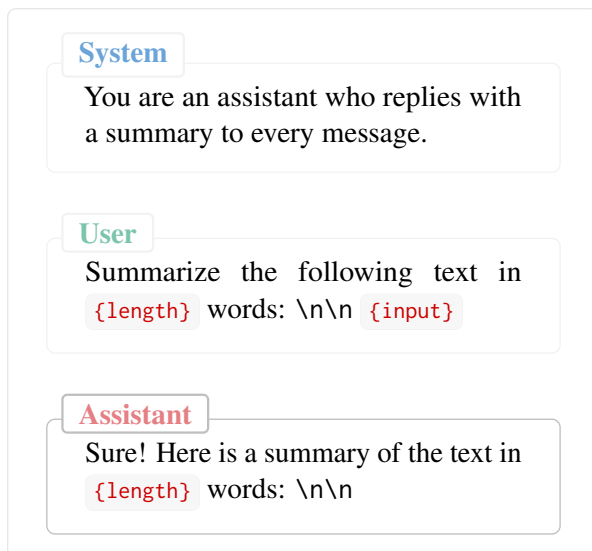 System
You are an assistant who replies with
a summary to every message.
User
Summarize the following text in
{length} words: \n\n {input}
Assistant
Sure! Here is a summary of the text in
{length} words: \n\n